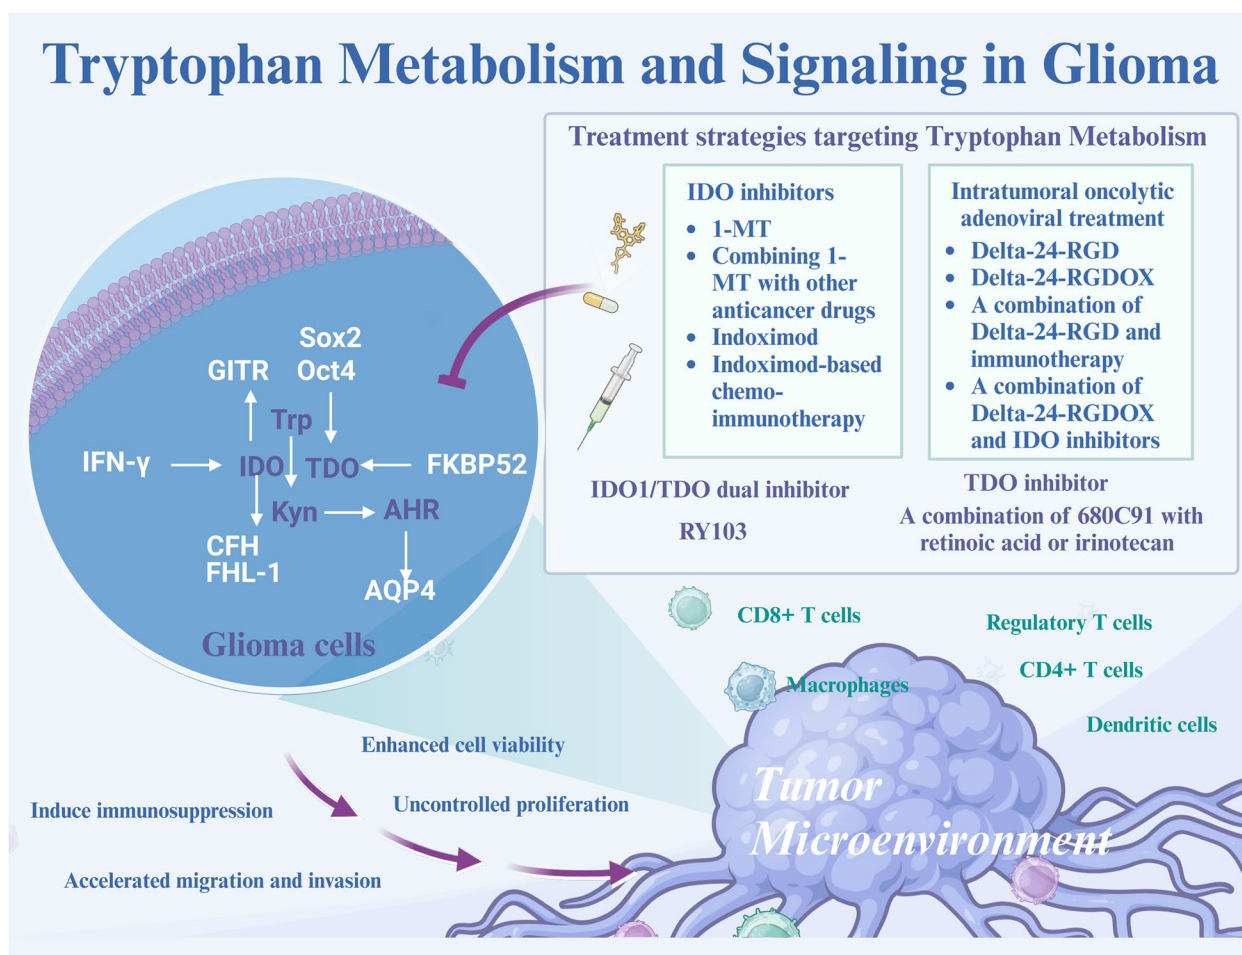 Tryptophan Metabolism and Signaling in Glioma
Treatment strategies targeting Tryptophan Metabolism
IDO inhibitors
• 1-MT
• Combining 1-
MT with other
anticancer drugs
• Indoximod
• Indoximod-based
chemo-
immunotherapy
Intratumoral oncolytic
adenoviral treatment
• Delta-24-RGD
• Delta-24-RGDOX
• A combination of
Delta-24-RGD and
immunotherapy
• A combination of
Delta-24-RGDOX
and IDO inhibitors
IDO1/TDO dual inhibitor
RY103
TDO inhibitor
A combination of 680C91 with
retinoic acid or irinotecan
Sox2
Oct4
GITR
Trp
IFN-γ
IDO
TDO
FKBP52
Kyn
AHR
CFH
FHL-1
AQP4
Glioma cells
CD8+ T cells
Regulatory T cells
CD4+ T cells
Macrophages
Dendritic cells
Enhanced cell viability
Induce immunosuppression
Uncontrolled proliferation
Accelerated migration and invasion
Tumor
Microenvironment